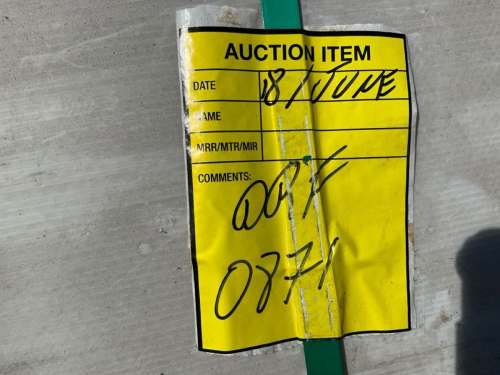 AUCTION ITEM
DATE 18/JUNE
NAME
MRR/MTR/MIR
COMMENTS:
0871